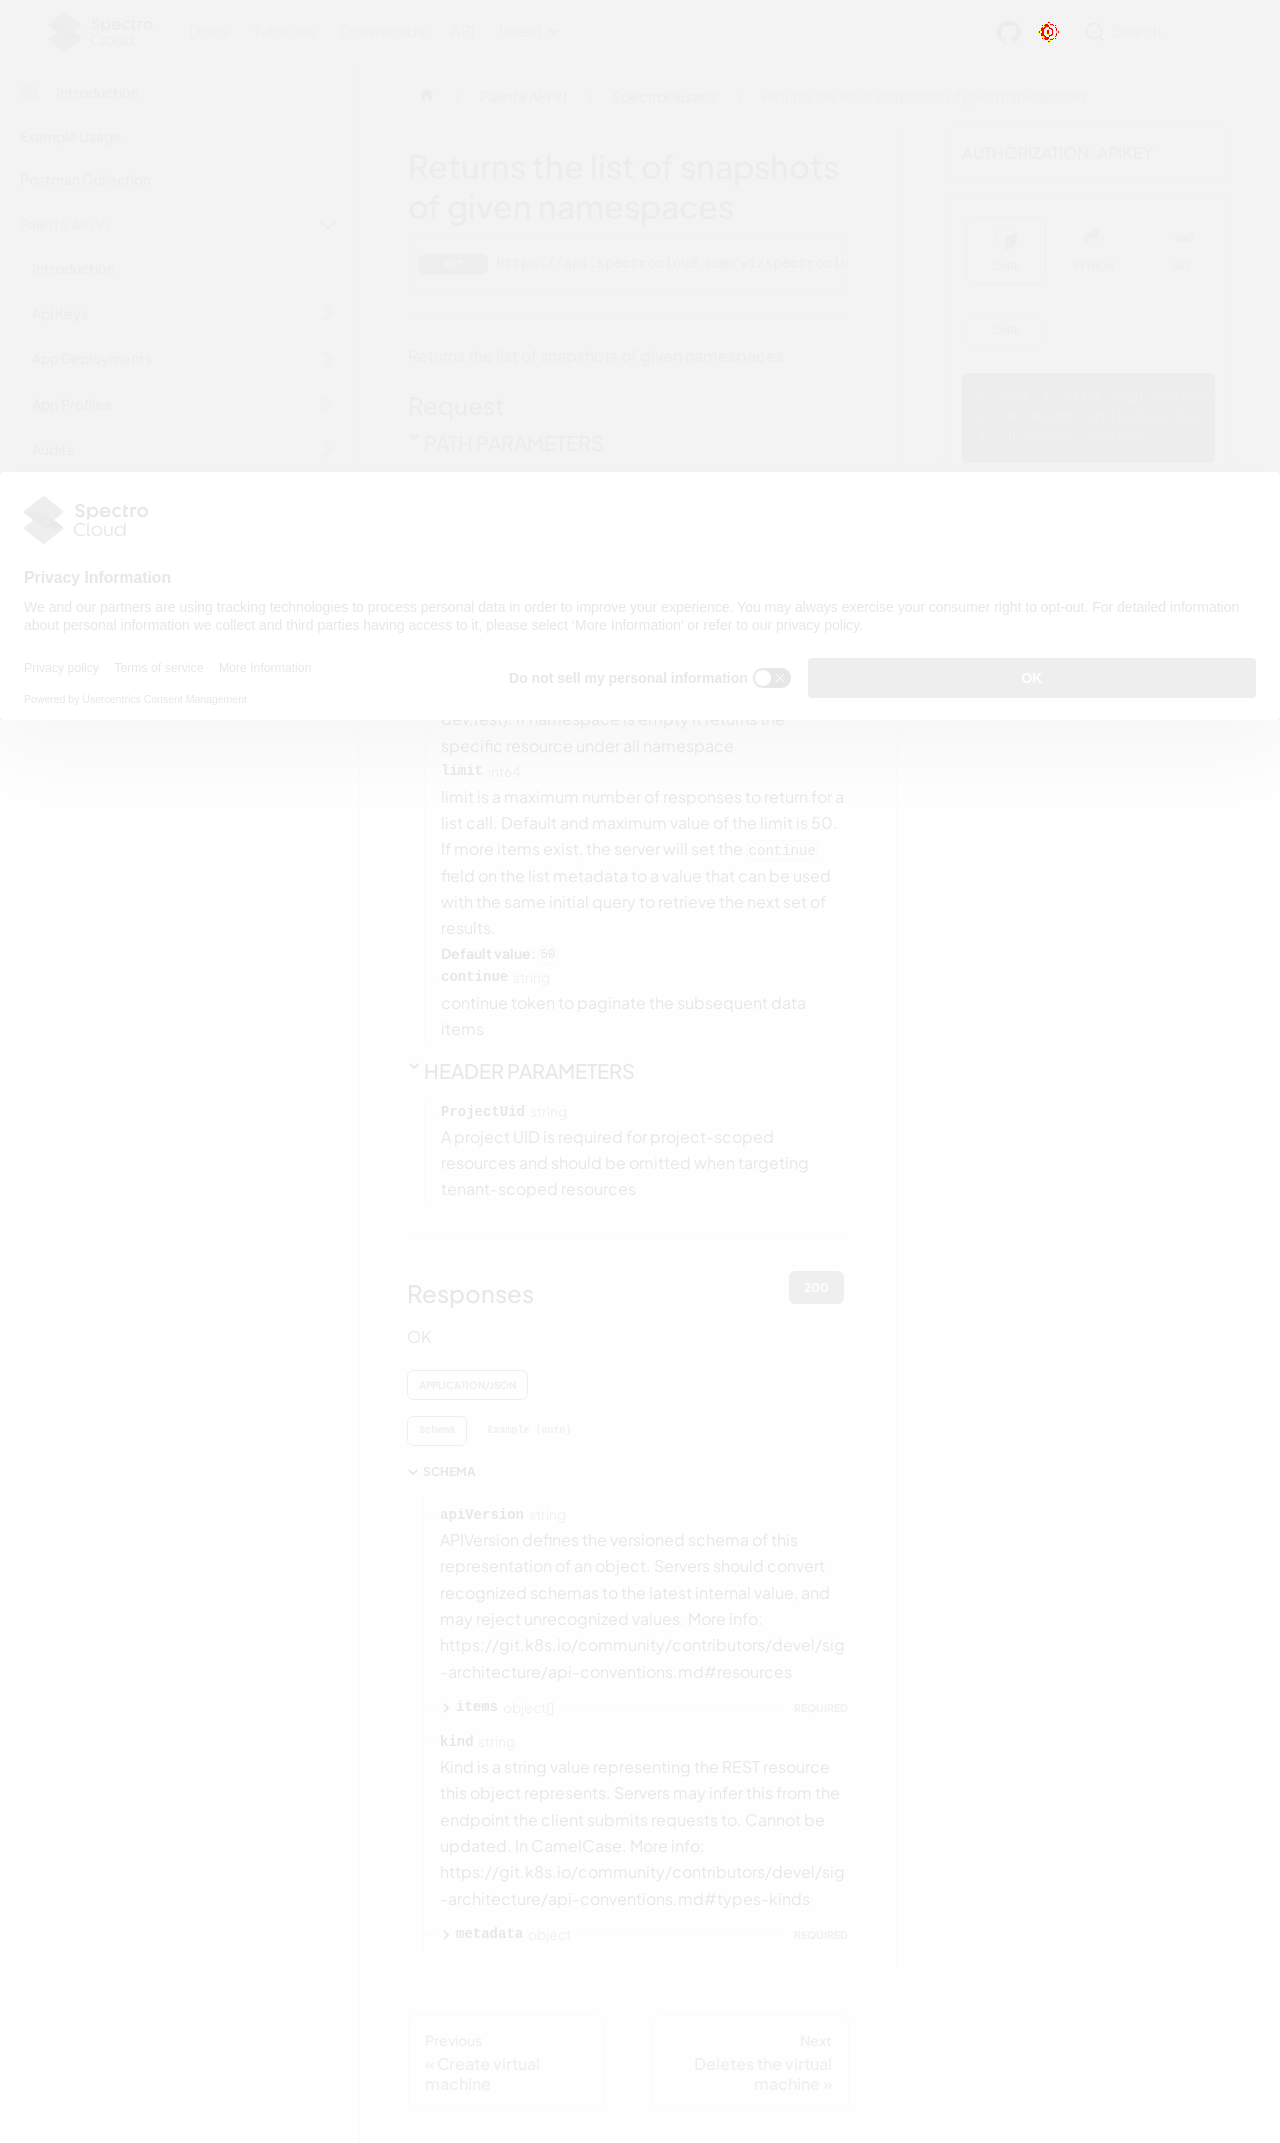 Spectro Cloud
Docs Tutorials Downloads API latest
Search
Introduction
Palette API V1 Spectroclusters Returns the list of snapshots of given namespaces
Example Usage
Postman Collection
Palette API V1
Introduction
Api Keys
App Deployments
App Profiles
Audits
Returns the list of snapshots
of given namespaces
GET https://api.spectrocloud.com/v1/spectroclu
Returns the list of snapshots of given namespaces
Request
PATH PARAMETERS
AUTHORIZATION: APIKEY
CURL PYTHON GO
CURL
Spectro
Cloud
Privacy Information
We and our partners are using tracking technologies to process personal data in order to improve your experience. You may always exercise your consumer right to opt-out. For detailed information
about personal information we collect and third parties having access to it, please select ‘More Information’ or refer to our privacy policy.
Privacy policy Terms of service More Information
Do not sell my personal information
OK
Powered by Usercentrics Consent Management
dev,test). If namespace is empty it returns the
specific resource under all namespace
limit int64
limit is a maximum number of responses to return for a
list call. Default and maximum value of the limit is 50.
If more items exist, the server will set the continue
field on the list metadata to a value that can be used
with the same initial query to retrieve the next set of
results.
Default value: 50
continue string
continue token to paginate the subsequent data
items
HEADER PARAMETERS
ProjectUid string
A project UID is required for project-scoped
resources and should be omitted when targeting
tenant-scoped resources
Responses
200
OK
APPLICATION/JSON
Schema Example (auto)
SCHEMA
apiVersion string
APIVersion defines the versioned schema of this
representation of an object. Servers should convert
recognized schemas to the latest internal value, and
may reject unrecognized values. More info:
https://git.k8s.io/community/contributors/devel/sig
-architecture/api-conventions.md#resources
items object[] REQUIRED
kind string
Kind is a string value representing the REST resource
this object represents. Servers may infer this from the
endpoint the client submits requests to. Cannot be
updated. In CamelCase. More info:
https://git.k8s.io/community/contributors/devel/sig
-architecture/api-conventions.md#types-kinds
metadata object REQUIRED
Previous
« Create virtual
machine
Next
Deletes the virtual
machine »